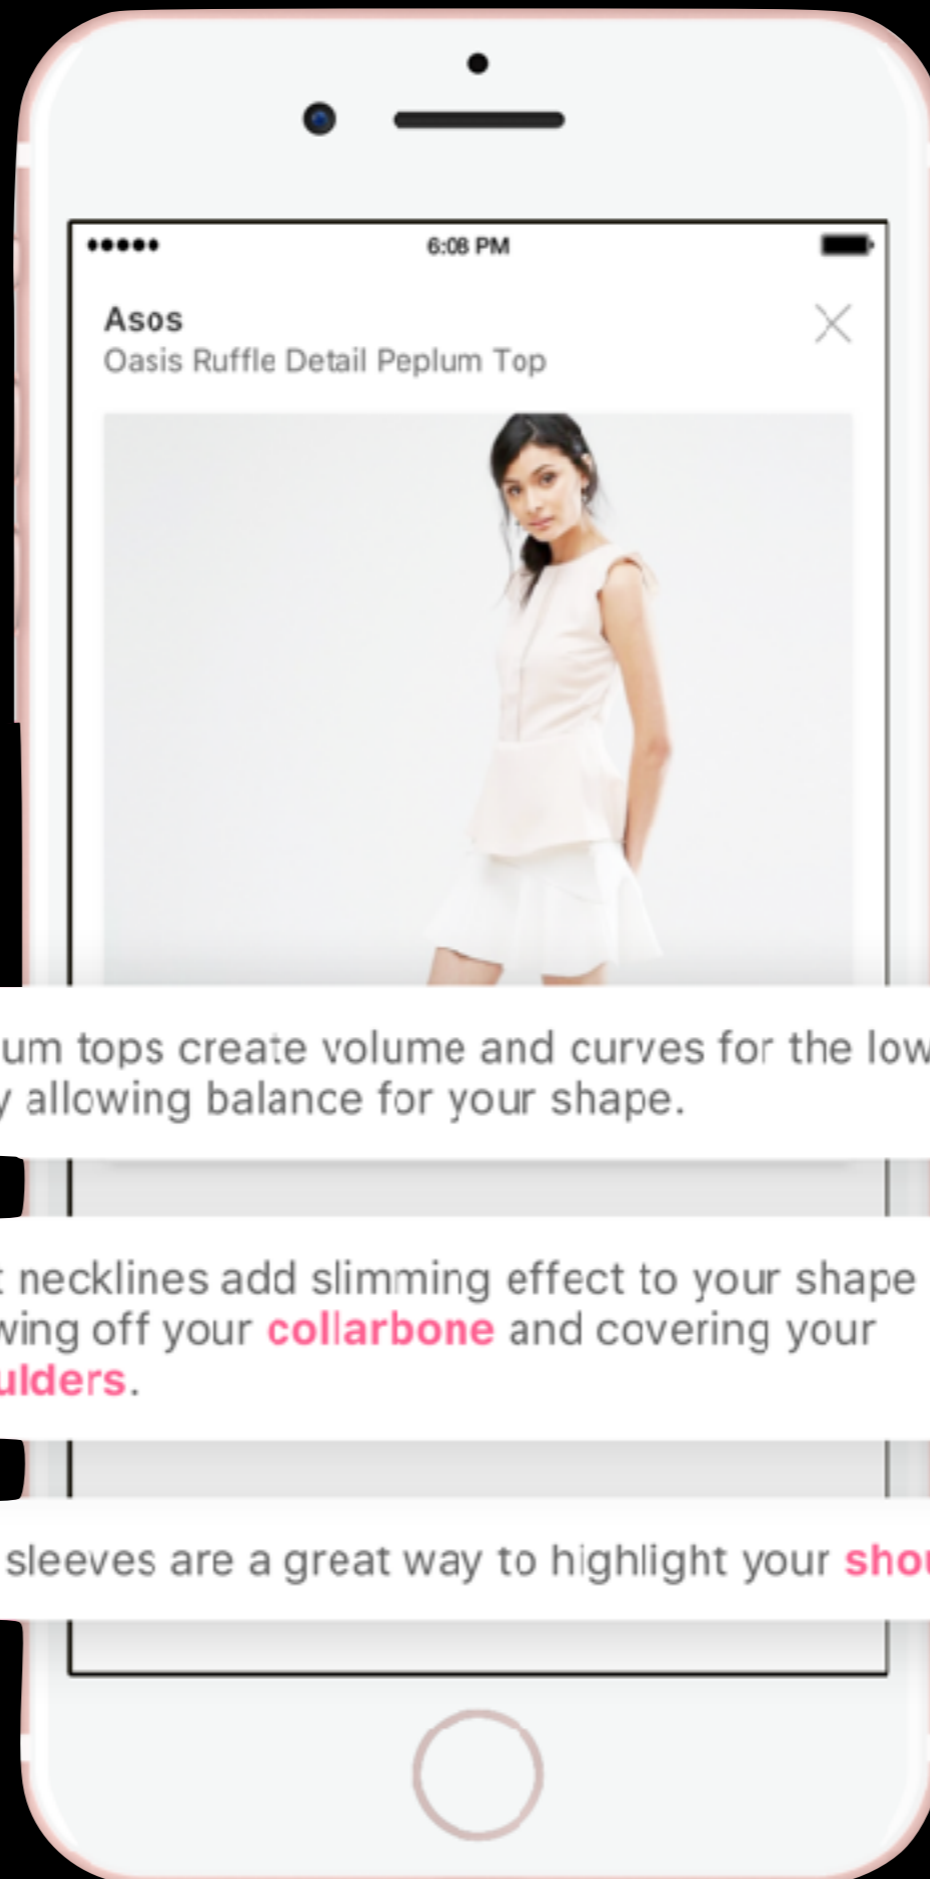 6:08 PM
Asos
Oasis Ruffle Detail Peplum Top
um tops create volume and curves for the low
y allowing balance for your shape.
t necklines add slimming effect to your shape
wing off your collarbone and covering your
ulders.
sleeves are a great way to highlight your shou